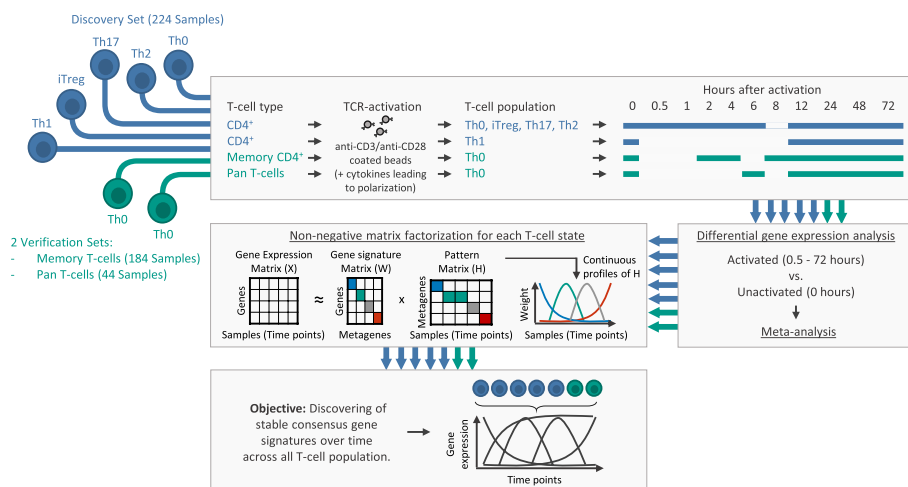 Discovery Set (224 Samples)
Th17
Th0
Th2
iTreg
Th1
Th0
Th0
2 Verification Sets:
- Memory T-cells (184 Samples)
- Pan T-cells (44 Samples)
Hours after activation
T-cell type
TCR-activation
T-cell population
0 0.5 1 2 4 6 8 12 24 48 72
CD4⁺
Th0, iTreg, Th17, Th2
CD4⁺
Th1
Memory CD4⁺
Th0
Pan T-cells
Th0
anti-CD3/anti-CD28
coated beads
(+ cytokines leading
to polarization)
Non-negative matrix factorization for each T-cell state
Gene Expression
Matrix (X)
Gene signature
Matrix (W)
Pattern
Matrix (H)
Continuous
profiles of H
Genes
≈
Genes
x
Metagenes
Weight
Samples (Time points)
Metagenes
Samples (Time points)
Samples (Time points)
Differential gene expression analysis
Activated (0.5 - 72 hours)
vs.
Unactivated (0 hours)
Meta-analysis
Objective: Discovering of
stable consensus gene
signatures over time
across all T-cell population.
Gene
expression
Time points